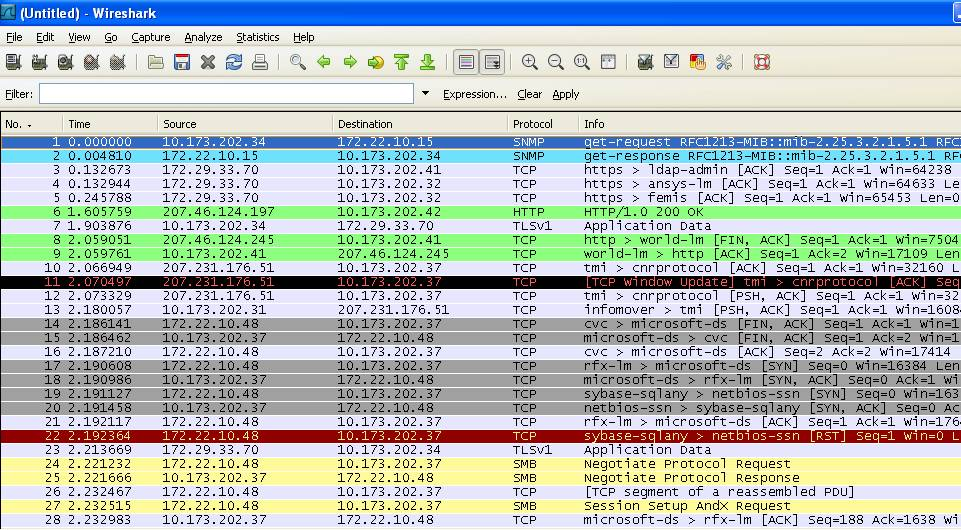 (Untitled) - Wireshark
File Edit View Go Capture Analyze Statistics Help
Filter: Expression... Clear Apply
No. Time Source Destination Protocol Info
1 0.000000 10.173.202.34 172.22.10.15 SNMP get-request RFC1213-MIB::mib-2.25.3.2.1.5.1 RFC
2 0.004810 172.22.10.15 10.173.202.34 SNMP get-response RFC1213-MIB::mib-2.25.3.2.1.5.1
3 0.132673 172.29.33.70 10.173.202.41 TCP https > ldap-admin [ACK] Seq=1 Ack=1 Win=64238
4 0.132944 172.29.33.70 10.173.202.32 TCP https > ansys-lm [ACK] Seq=1 Ack=1 Win=64633 Len
5 0.245788 172.29.33.70 10.173.202.32 TCP https > femis [ACK] Seq=1 Ack=1 Win=65453 Len=0
6 1.605759 207.46.124.197 10.173.202.42 HTTP HTTP/1.0 200 OK
7 1.903876 10.173.202.34 172.29.33.70 TLSv1 Application Data
8 2.059051 207.46.124.245 10.173.202.41 TCP http > world-lm [FIN, ACK] Seq=1 Ack=1 Win=7504
9 2.059761 10.173.202.41 207.46.124.245 TCP world-lm > http [ACK] Seq=1 Ack=2 Win=17109 Len=
10 2.066949 207.231.176.51 10.173.202.37 TCP tmi > cnrprotocol [ACK] Seq=1 Ack=1 Win=32160 L
11 2.070497 207.231.176.51 10.173.202.37 TCP [TCP Window Update] tmi > cnrprotocol [ACK] Seq=
12 2.073329 207.231.176.51 10.173.202.37 TCP tmi > cnrprotocol [PSH, ACK] Seq=1 Ack=1 Win=32
13 2.180057 10.173.202.31 207.231.176.51 TCP infomover > tmi [PSH, ACK] Seq=1 Ack=1 Win=16084
14 2.186141 172.22.10.48 10.173.202.37 TCP cvc > microsoft-ds [FIN, ACK] Seq=1 Ack=1 Win=1
15 2.186462 10.173.202.37 172.22.10.48 TCP microsoft-ds > cvc [FIN, ACK] Seq=1 Ack=2 Win=1
16 2.187210 172.22.10.48 10.173.202.37 TCP cvc > microsoft-ds [ACK] Seq=2 Ack=2 Win=17414
17 2.190608 172.22.10.48 10.173.202.37 TCP rfx-lm > microsoft-ds [SYN] Seq=0 Win=16384 Len
18 2.190986 10.173.202.37 172.22.10.48 TCP microsoft-ds > rfx-lm [SYN, ACK] Seq=0 Ack=1 Wi
19 2.191127 172.22.10.48 10.173.202.37 TCP sybase-sqlany > netbios-ssn [SYN] Seq=0 Win=163
20 2.191458 10.173.202.37 172.22.10.48 TCP netbios-ssn > sybase-sqlany [SYN, ACK] Seq=0 Ac
21 2.192117 172.22.10.48 10.173.202.37 TCP rfx-lm > microsoft-ds [ACK] Seq=1 Ack=1 Win=176
22 2.192364 172.22.10.48 10.173.202.37 TCP sybase-sqlany > netbios-ssn [RST] Seq=1 Win=0 L
23 2.213669 172.29.33.70 10.173.202.34 TLSv1 Application Data
24 2.221232 172.22.10.48 10.173.202.37 SMB Negotiate Protocol Request
25 2.221666 10.173.202.37 172.22.10.48 SMB Negotiate Protocol Response
26 2.232467 172.22.10.48 10.173.202.37 TCP [TCP segment of a reassembled PDU]
27 2.232515 172.22.10.48 10.173.202.37 SMB Session Setup AndX Request
28 2.232983 10.173.202.37 172.22.10.48 TCP microsoft-ds > rfx-lm [ACK] Seq=188 Ack=1638 W